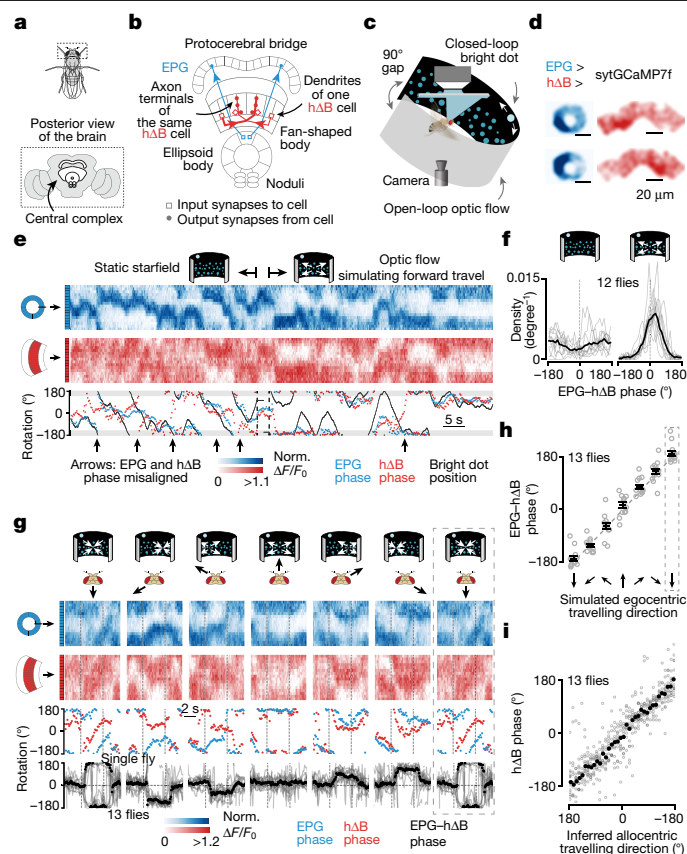 a
Posterior view
of the brain
Central complex
b
Protocerebral bridge
EPG
Axon
terminals
of the
same
hΔB cell
Dendrites of
one
hΔB cell
Fan-shaped
body
Ellipsoid
body
Noduli
Input synapses to cell
Output synapses from cell
c
Closed-loop
bright dot
90°
gap
Camera
Open-loop optic flow
d
EPG >
hΔB >
sytGCaMP7f
20 μm
e
Static starfield
Optic flow
simulating forward travel
Rotation (°)
180
0
−180
5 s
Arrows: EPG and hΔB
phase misaligned
Norm.
ΔF/F0
0 >1.1
EPG
phase
hΔB
phase
Bright dot
position
f
0.015
12 flies
Density
(degree−1)
0
−180 0 180
−180 0 180
EPG–hΔB phase (°)
g
2 s
Rotation (°)
180
0
−180
Single fly
180
0
−180
13 flies
Norm.
ΔF/F0
0 >1.2
EPG
phase
hΔB
phase
EPG–hΔB
phase
h
13 flies
EPG–hΔB
phase (°)
180
0
−180
Simulated egocentric
travelling direction
i
13 flies
hΔB phase (°)
180
0
-180
180 0 −180
Inferred allocentric
travelling direction (°)